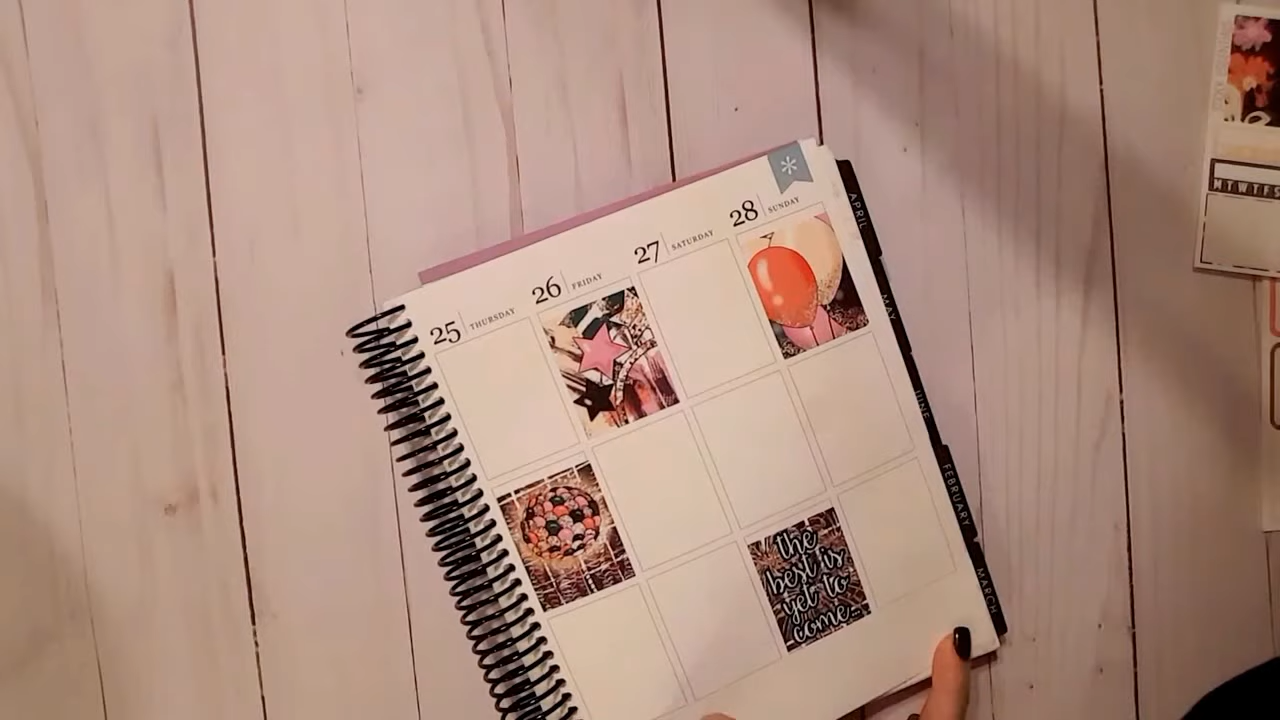 25 THURSDAY
26 FRIDAY
27 SATURDAY
28 SUNDAY
the
best is
yet to
come...
APRIL
MAY
JUNE
FEBRUARY
MARCH